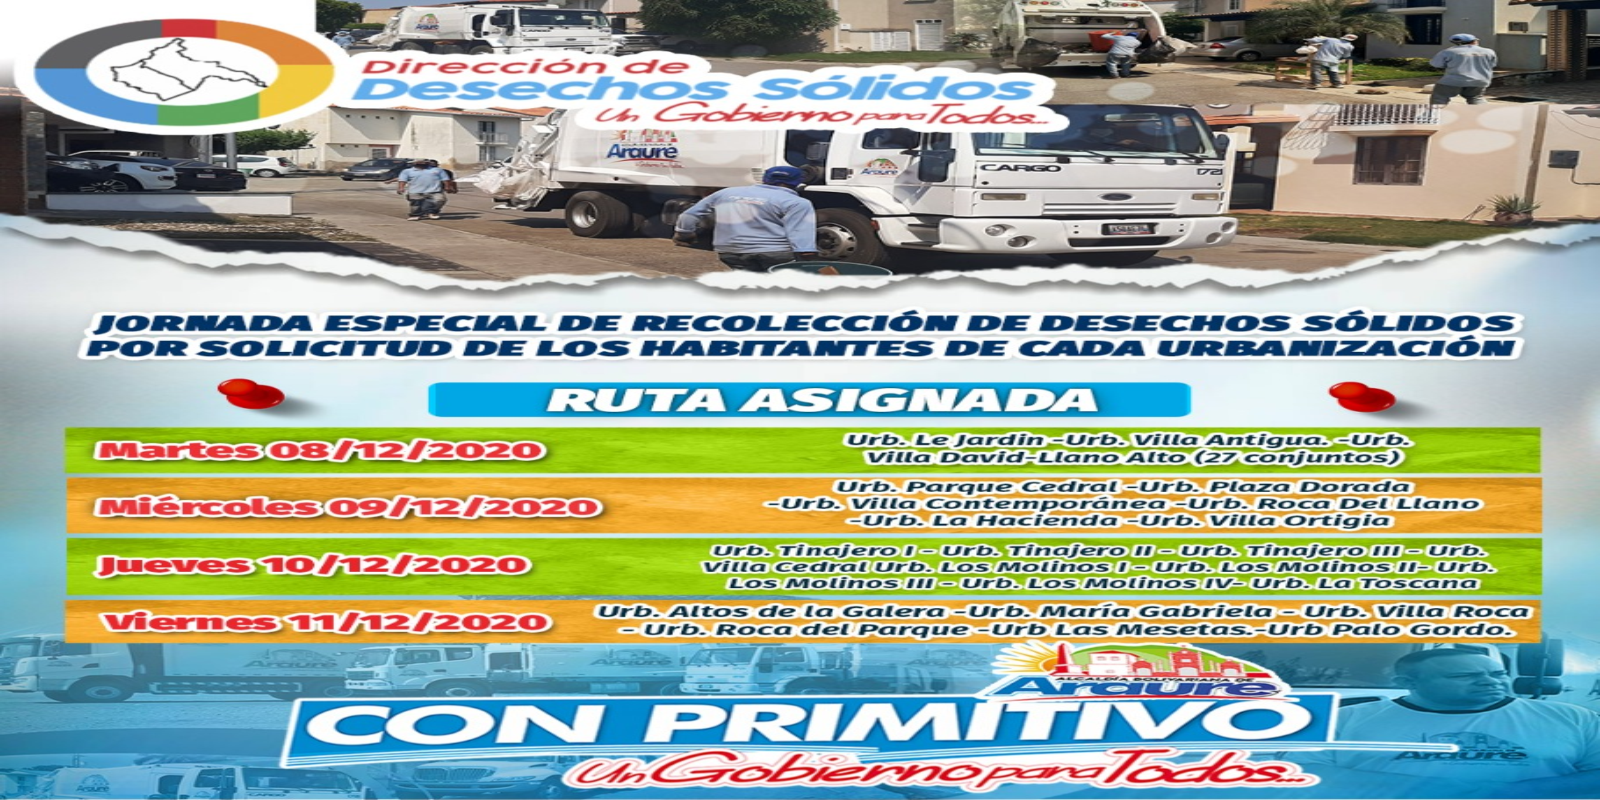 Dirección de
Desechos Sólidos
Un Gobierno para Todos...
Araure
Araure
CARGO
JORNADA ESPECIAL DE RECOLECCIÓN DE DESECHOS SÓLIDOS
POR SOLICITUD DE LOS HABITANTES DE CADA URBANIZACIÓN
RUTA ASIGNADA
Martes 08/12/2020
Urb. Le Jardin -Urb. Villa Antigua. -Urb.
Villa David-Llano Alto (27 conjuntos)
Miércoles 09/12/2020
Urb. Parque Cedral -Urb. Plaza Dorada
-Urb. Villa Contemporánea -Urb. Roca Del Llano
-Urb. La Hacienda -Urb. Villa Ortigia
Jueves 10/12/2020
Urb. Tinajero I - Urb. Tinajero II - Urb. Tinajero III - Urb.
Villa Cedral Urb. Los Molinos I - Urb. Los Molinos II- Urb.
Los Molinos III - Urb. Los Molinos IV- Urb. La Toscana
Viernes 11/12/2020
Urb. Altos de la Galera -Urb. María Gabriela - Urb. Villa Roca
- Urb. Roca del Parque -Urb Las Mesetas.-Urb Palo Gordo.
ALCALDÍA BOLIVARIANA DE
Araure
CON PRIMITIVO
Un Gobierno para Todos...
Araure
Araure